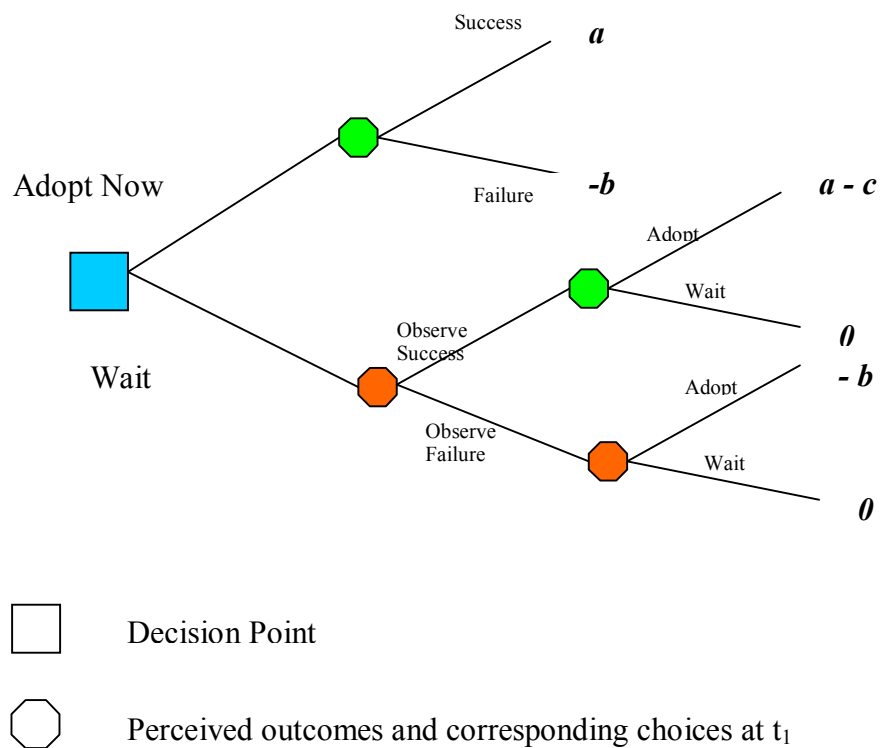 Success
a
Adopt Now
Failure
-b
a - c
Adopt
Wait
Observe
Success
0
Wait
Adopt
- b
Observe
Failure
Wait
0
Decision Point
Perceived outcomes and corresponding choices at t₁